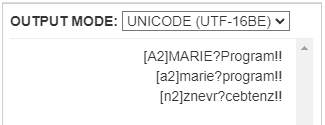 OUTPUT MODE: UNICODE (UTF-16BE)
[A2]MARIE?Program!!
[a2]marie?program!!
[n2]znevr?cebtenz!!